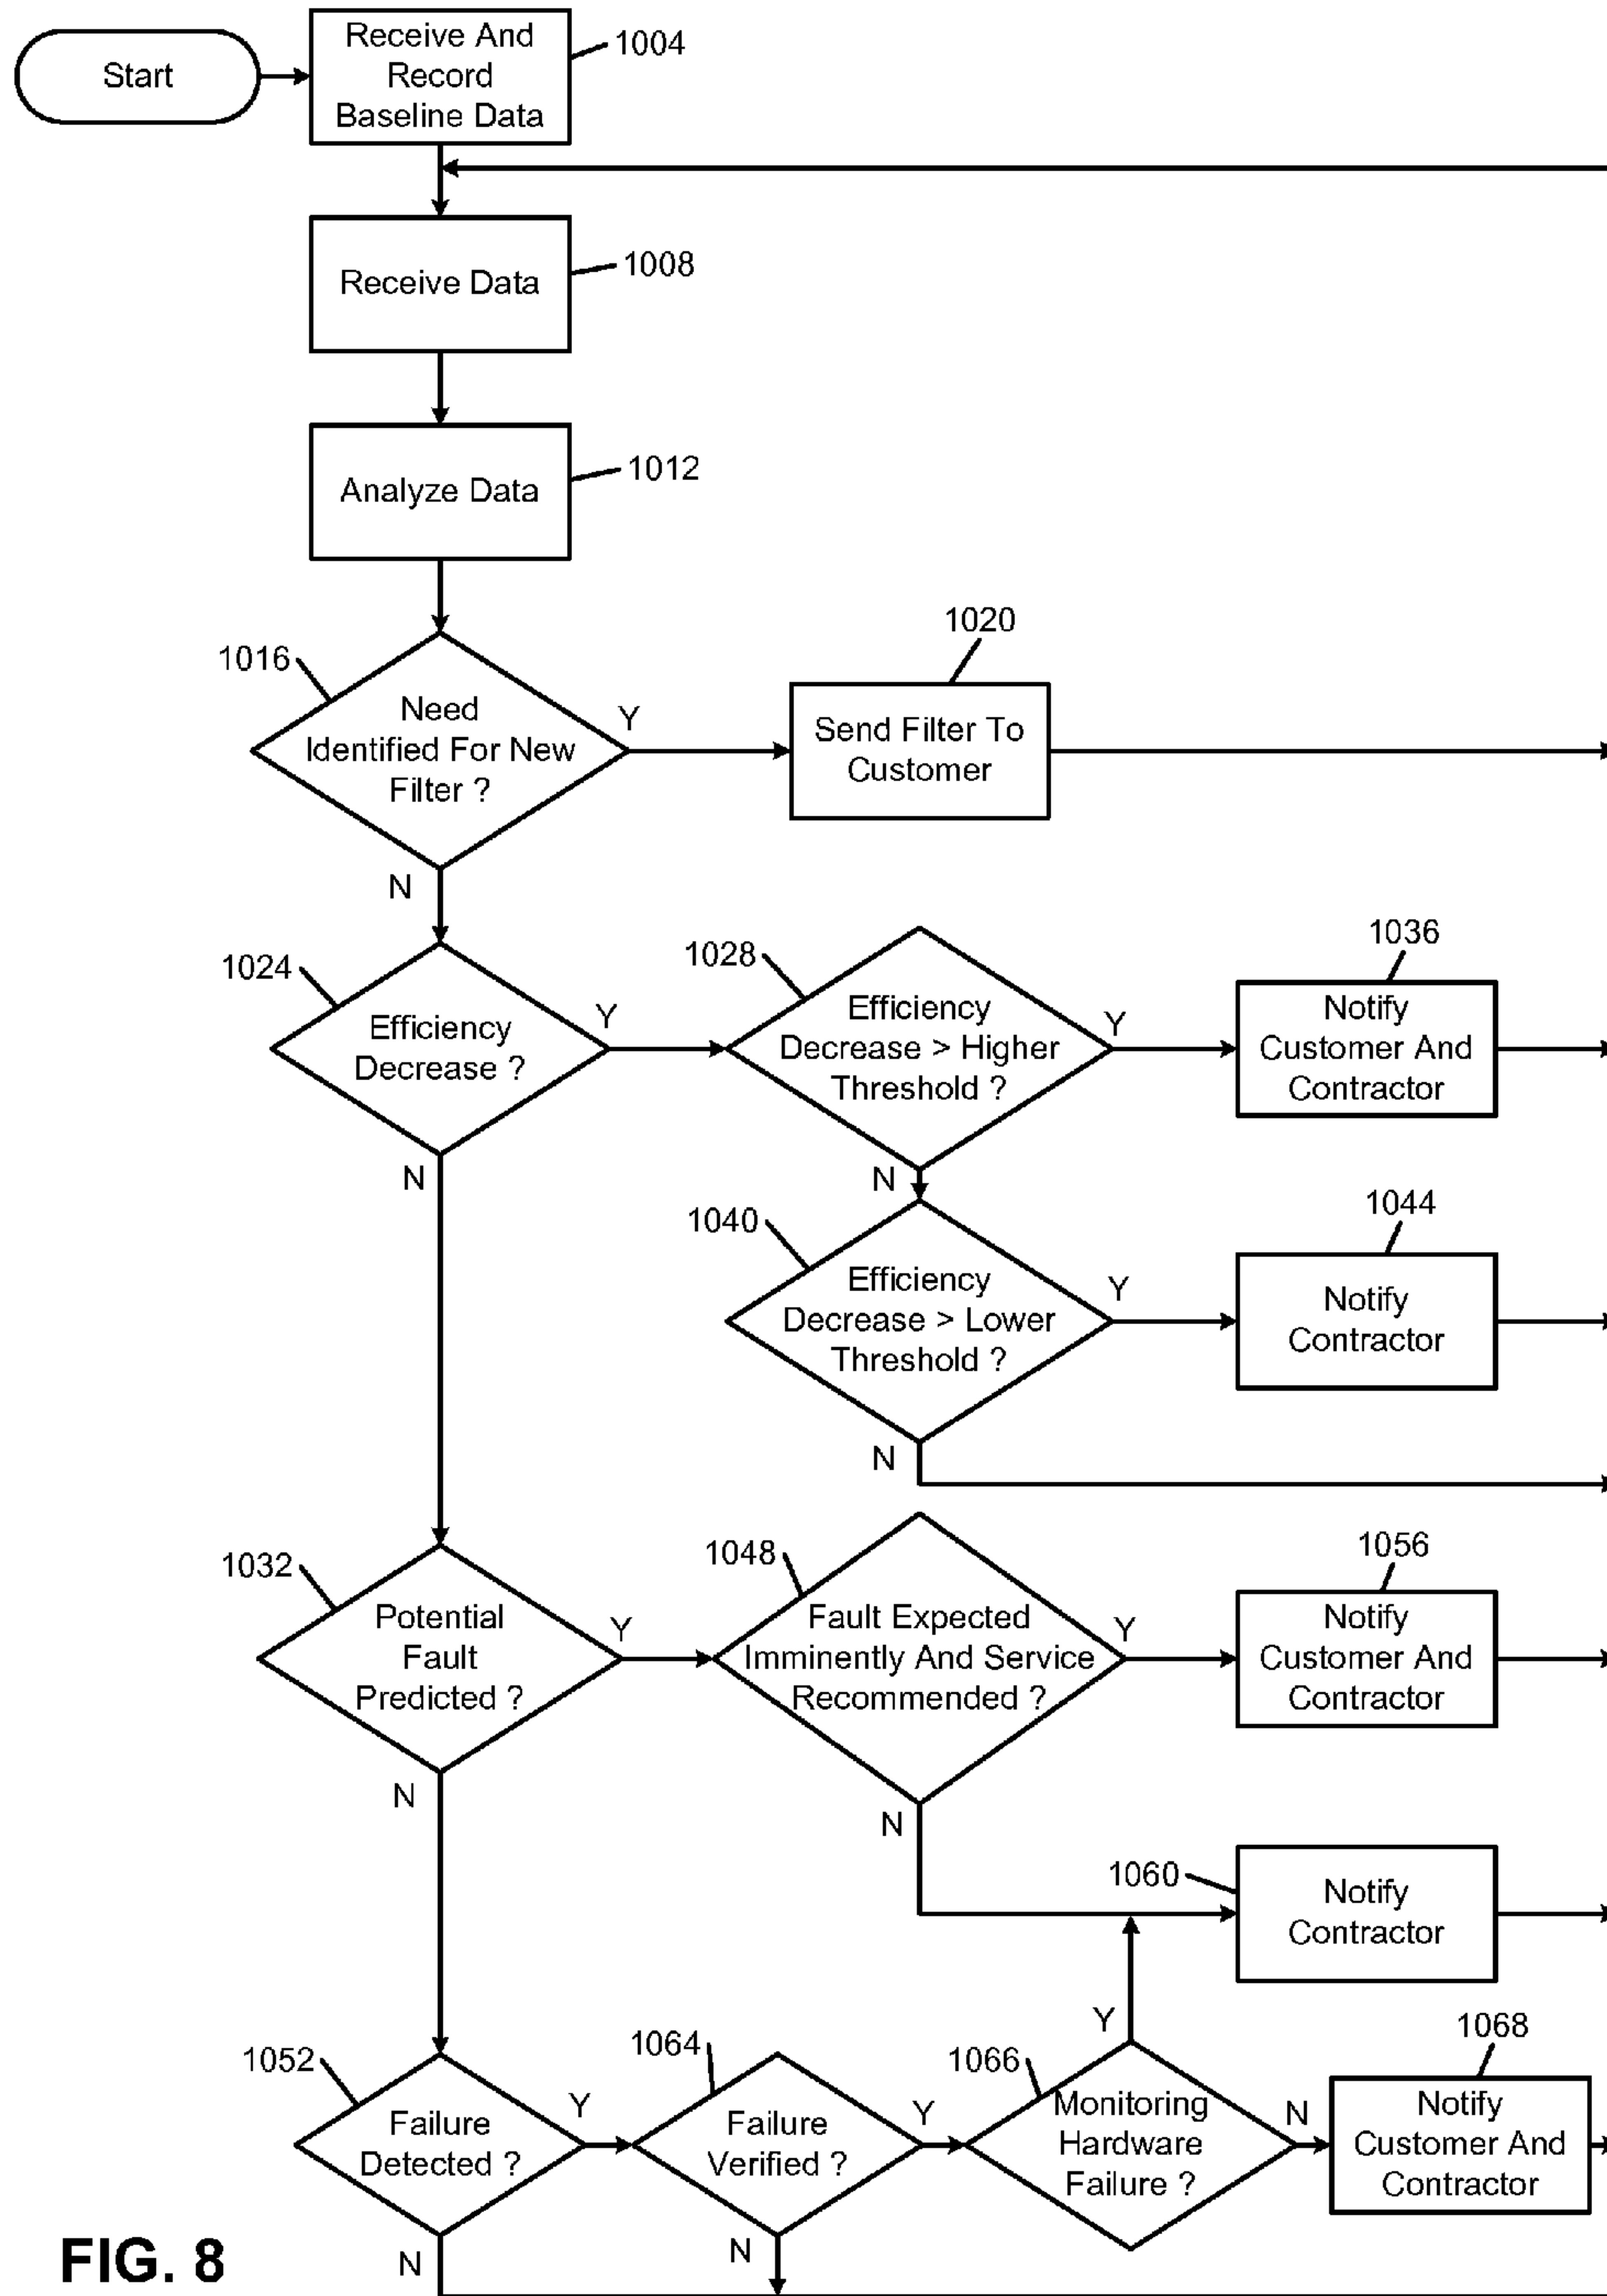 Start
Receive And
Record
Baseline Data
1004
Receive Data
1008
Analyze Data
1012
1016
Need
Identified For New
Filter ?
Y
N
1020
Send Filter To
Customer
1024
Efficiency
Decrease ?
Y
N
1028
Efficiency
Decrease > Higher
Threshold ?
Y
N
1036
Notify
Customer And
Contractor
1040
Efficiency
Decrease > Lower
Threshold ?
Y
N
1044
Notify
Contractor
1032
Potential
Fault
Predicted ?
Y
N
1048
Fault Expected
Imminently And Service
Recommended ?
Y
N
1056
Notify
Customer And
Contractor
1060
Notify
Contractor
1052
Failure
Detected ?
Y
N
1064
Failure
Verified ?
Y
N
1066
Monitoring
Hardware
Failure ?
Y
N
1068
Notify
Customer And
Contractor
FIG. 8